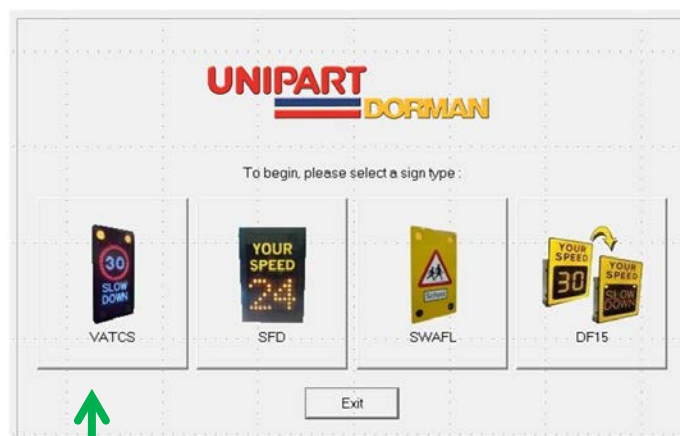 UNIPART
DORMAN
To begin, please select a sign type :
30
SLOW
DOWN
VATCS
YOUR
SPEED
24
SFD
School
SWAFL
YOUR
SPEED
30
YOUR
SPEED
SLOW
DOWN
DF15
Exit